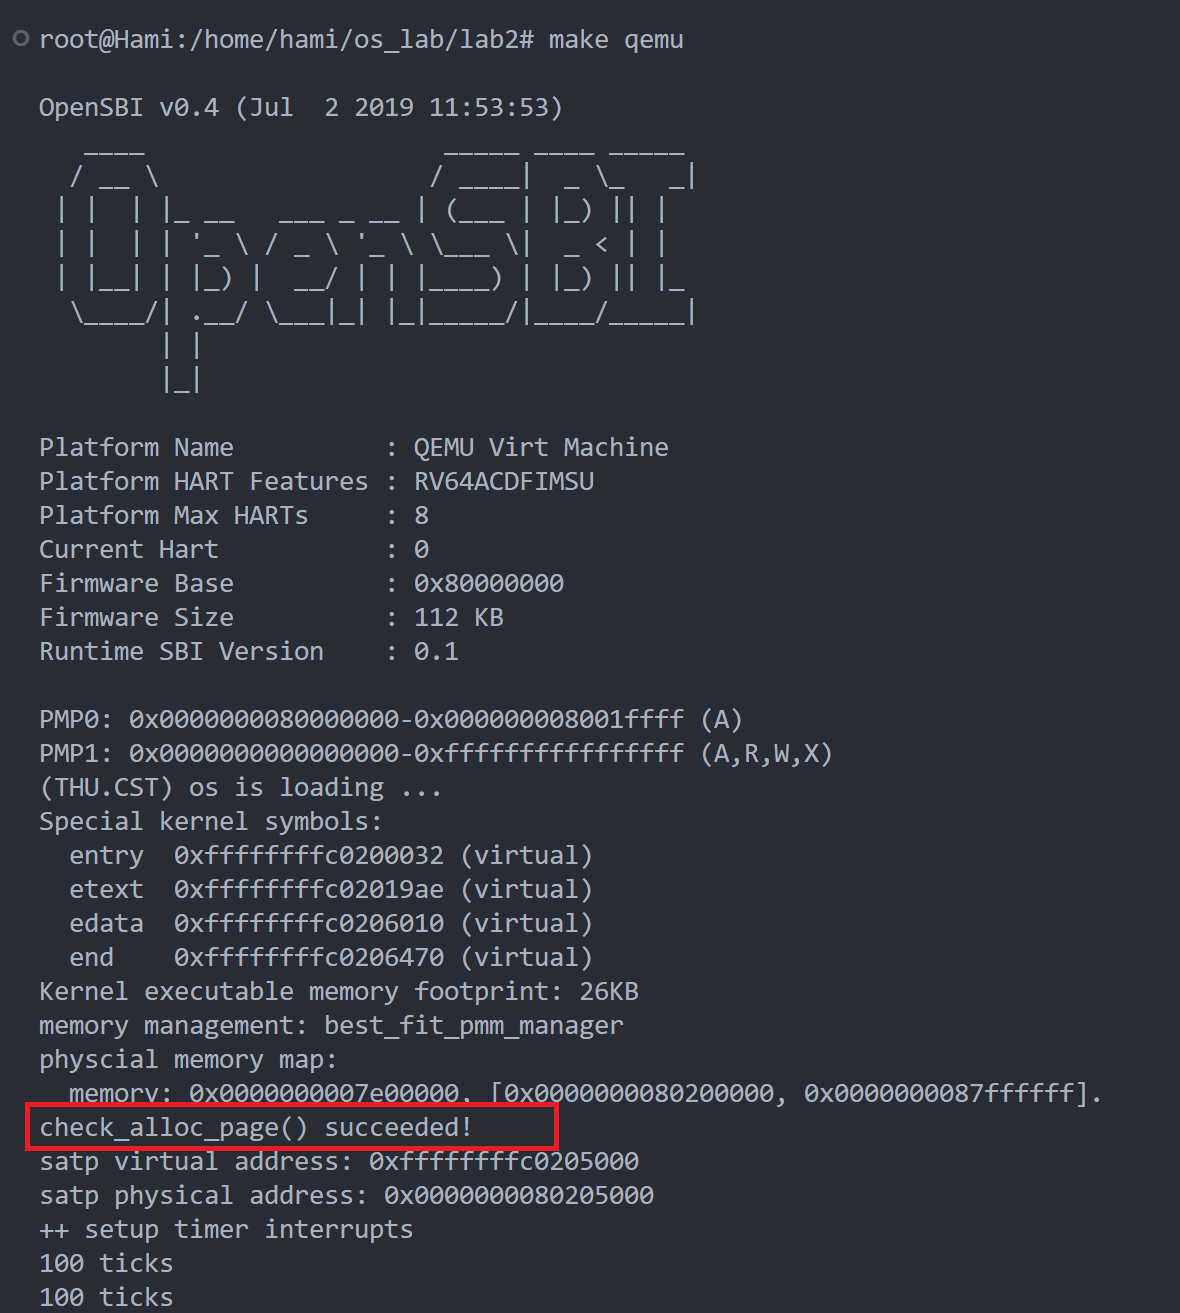 root@Hami:/home/hami/os_lab/lab2# make qemu

OpenSBI v0.4 (Jul  2 2019 11:53:53)
   ____                    _____ ____ _____
  / __ \                  / ____|  _ \_   _|
 | |  | |_ __   ___ _ __ | (___ | |_) || |
 | |  | | '_ \ / _ \ '_ \ \___ \|  _ < | |
 | |__| | |_) |  __/ | | |____) | |_) || |_
  \____/| .__/ \___|_| |_|_____/|____/_____|
        | |
        |_|

Platform Name          : QEMU Virt Machine
Platform HART Features : RV64ACDFIMSU
Platform Max HARTs     : 8
Current Hart           : 0
Firmware Base          : 0x80000000
Firmware Size          : 112 KB
Runtime SBI Version    : 0.1

PMP0: 0x0000000080000000-0x000000008001ffff (A)
PMP1: 0x0000000000000000-0xffffffffffffffff (A,R,W,X)
(THU.CST) os is loading ...
Special kernel symbols:
  entry  0xffffffffc0200032 (virtual)
  etext  0xffffffffc02019ae (virtual)
  edata  0xffffffffc0206010 (virtual)
  end    0xffffffffc0206470 (virtual)
Kernel executable memory footprint: 26KB
memory management: best_fit_pmm_manager
physcial memory map:
  memory: 0x0000000007e00000, [0x0000000080200000, 0x0000000087ffffff].
check_alloc_page() succeeded!
satp virtual address: 0xffffffffc0205000
satp physical address: 0x0000000080205000
++ setup timer interrupts
100 ticks
100 ticks